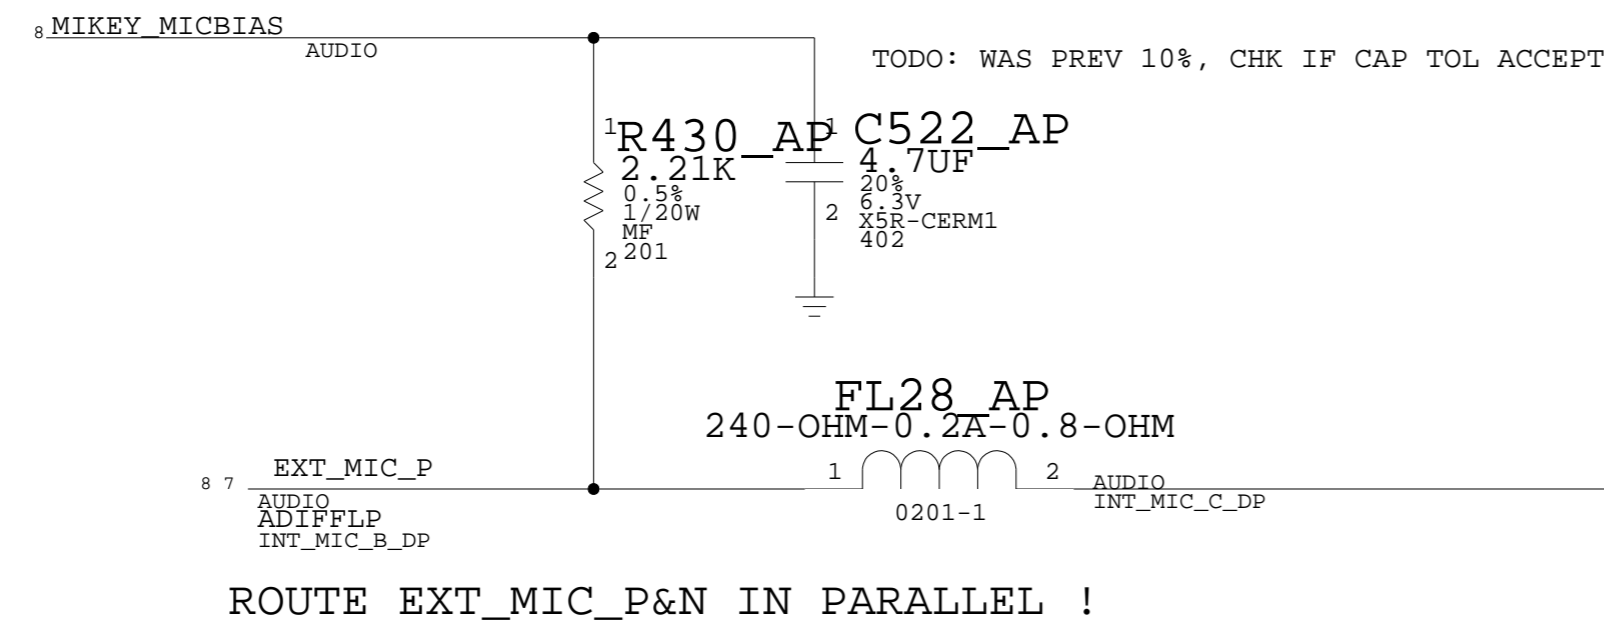 8 MIKEY_MICBIAS
AUDIO
TODO: WAS PREV 10%, CHK IF CAP TOL ACCEPT
1
R430_AP
2.21K
0.5%
1/20W
MF
201
2
1
C522_AP
4.7UF
20%
6.3V
X5R-CERM1
402
2
FL28_AP
240-OHM-0.2A-0.8-OHM
1
2
0201-1
8 7
EXT_MIC_P
AUDIO
ADIFFLP
INT_MIC_B_DP
AUDIO
INT_MIC_C_DP
ROUTE EXT_MIC_P&N IN PARALLEL !